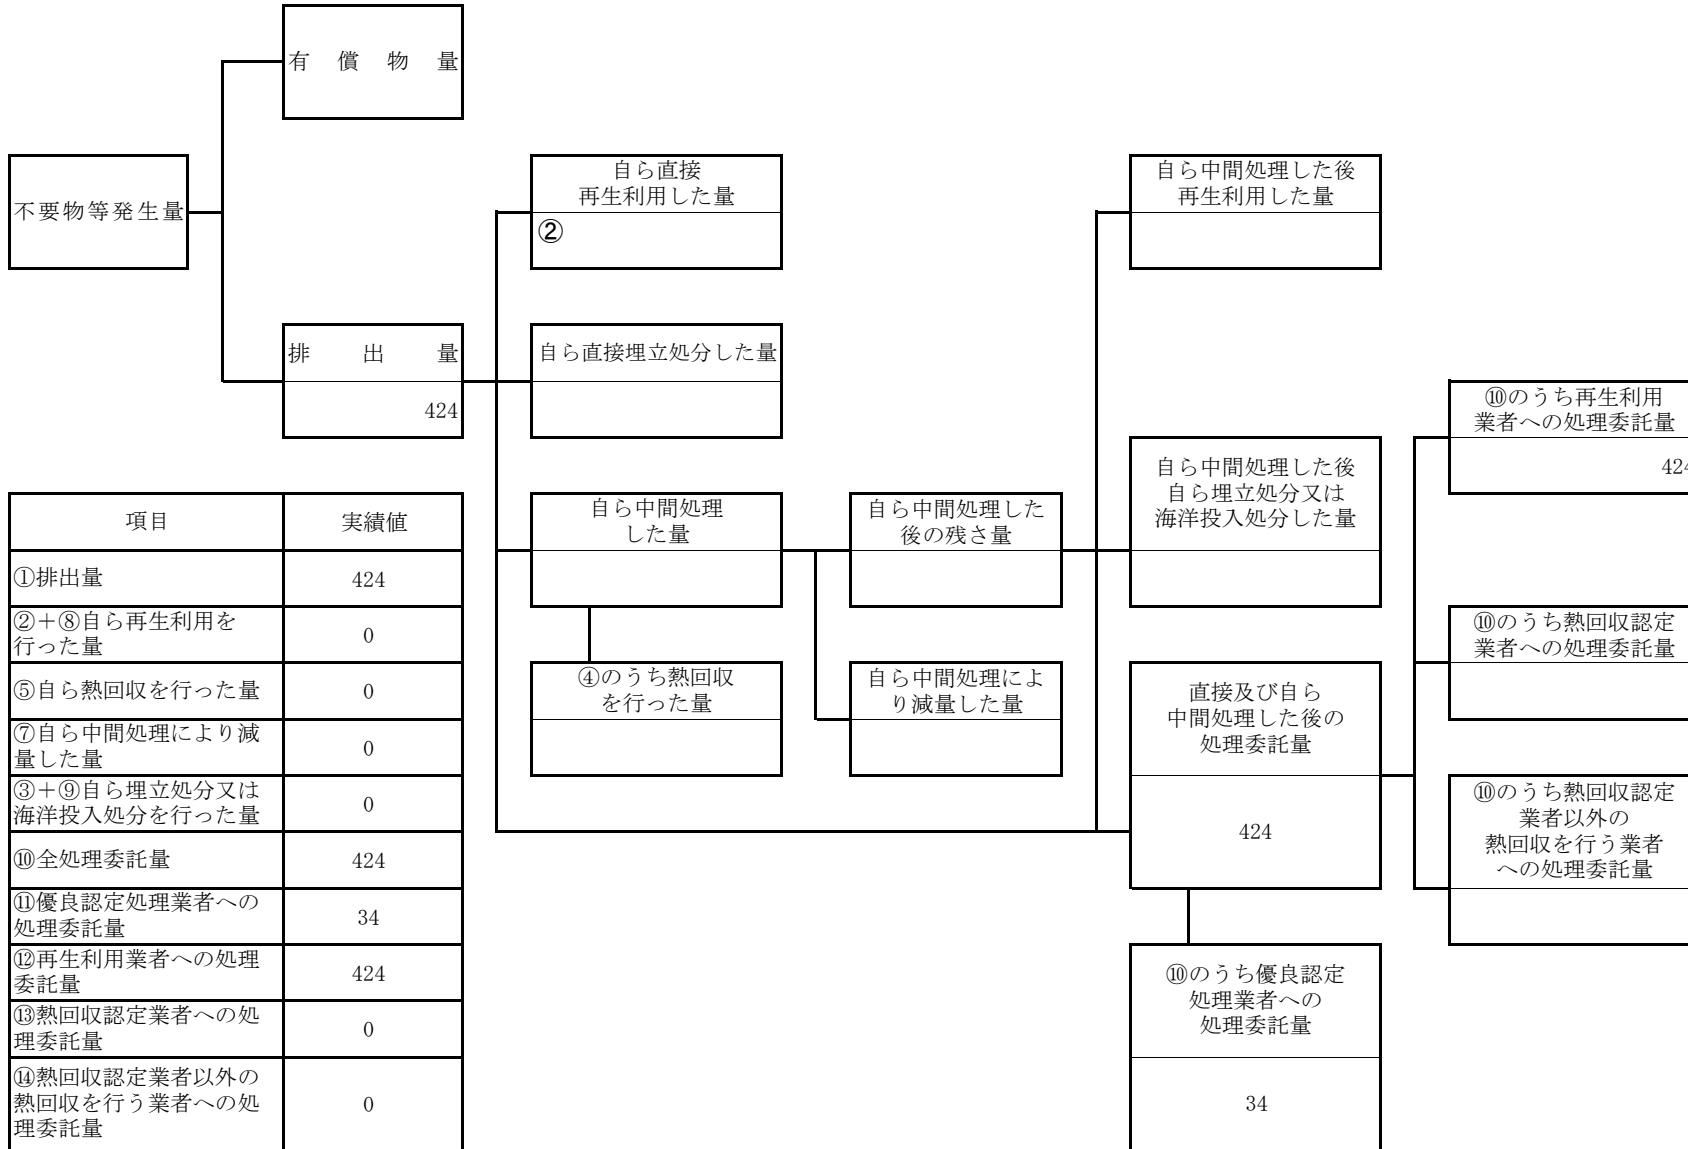 有償物量
不要物等発生量
自ら直接
再生利用した量
②
自ら中間処理した後
再生利用した量
排出量
424
自ら直接埋立処分した量
⑩のうち再生利用
業者への処理委託量
424
自ら中間処理した後
自ら埋立処分又は
海洋投入処分した量
自ら中間処理
した量
自ら中間処理した
後の残さ量
④のうち熱回収
を行った量
自ら中間処理によ
り減量した量
直接及び自ら
中間処理した後の
処理委託量
424
⑩のうち熱回収認定
業者への処理委託量
⑩のうち熱回収認定
業者以外の
熱回収を行う業者
への処理委託量
⑩のうち優良認定
処理業者への
処理委託量
34
項目 実績値
①排出量 424
②+⑧自ら再生利用を
行った量 0
⑤自ら熱回収を行った量 0
⑦自ら中間処理により減
量した量 0
③+⑨自ら埋立処分又は
海洋投入処分を行った量 0
⑩全処理委託量 424
⑪優良認定処理業者への
処理委託量 34
⑫再生利用業者への処理
委託量 424
⑬熱回収認定業者への処
理委託量 0
⑭熱回収認定業者以外の
熱回収を行う業者への処
理委託量 0